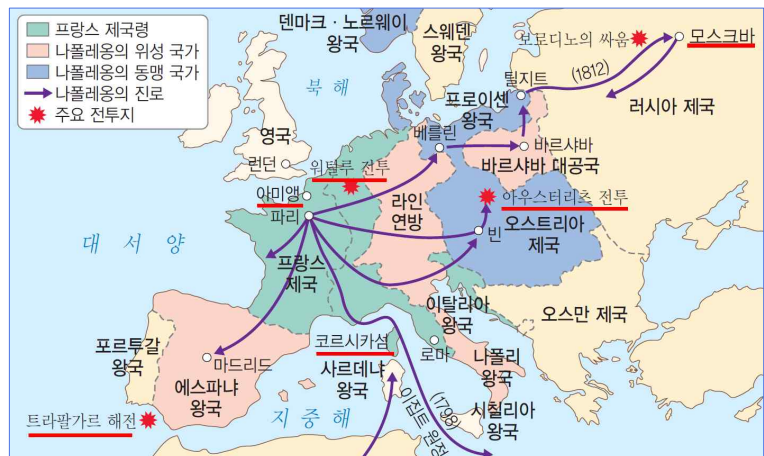 프랑스 제국령
나폴레옹의 위성 국가
나폴레옹의 동맹 국가
나폴레옹의 진로
주요 전투지
덴마크·노르웨이
왕국
스웨덴
왕국
보로디노의 싸움
모스크바
(1812)
북해
틸지트
프로이센
왕국
러시아 제국
영국
런던
베를린
바르샤바
바르샤바 대공국
위털루 전투
아미앵
파리
라인
연방
아우스터리츠 전투
빈
오스트리아
제국
대서양
프랑스
제국
이탈리아
왕국
오스만 제국
포르투갈
왕국
마드리드
에스파냐
왕국
코르시카섬
로마
사르데냐
왕국
나폴리
왕국
트라팔가르 해전
지중해
(1798)
이집트 원정
시칠리아
왕국